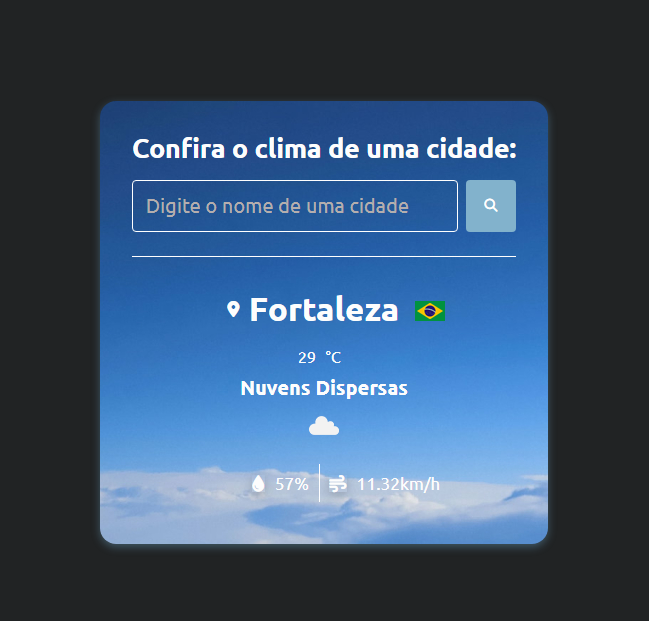 Confira o clima de uma cidade:
Digite o nome de uma cidade
Fortaleza
29 °C
Nuvens Dispersas
57% 11.32km/h